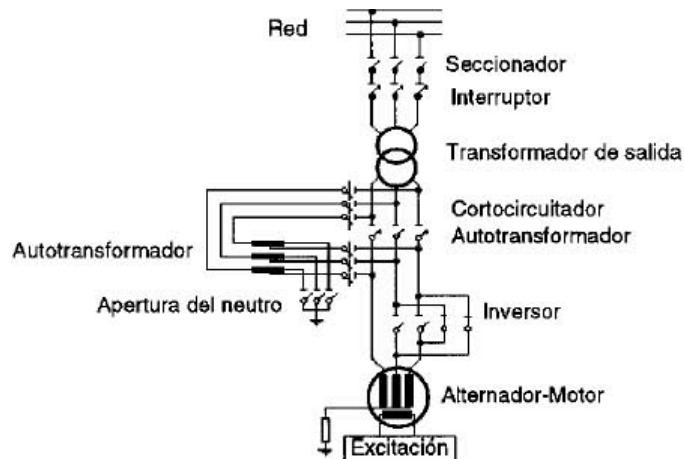 Red
Seccionador
Interruptor
Transformador de salida
Cortocircuitador
Autotransformador
Autotransformador
Apertura del neutro
Inversor
Alternador-Motor
Excitación